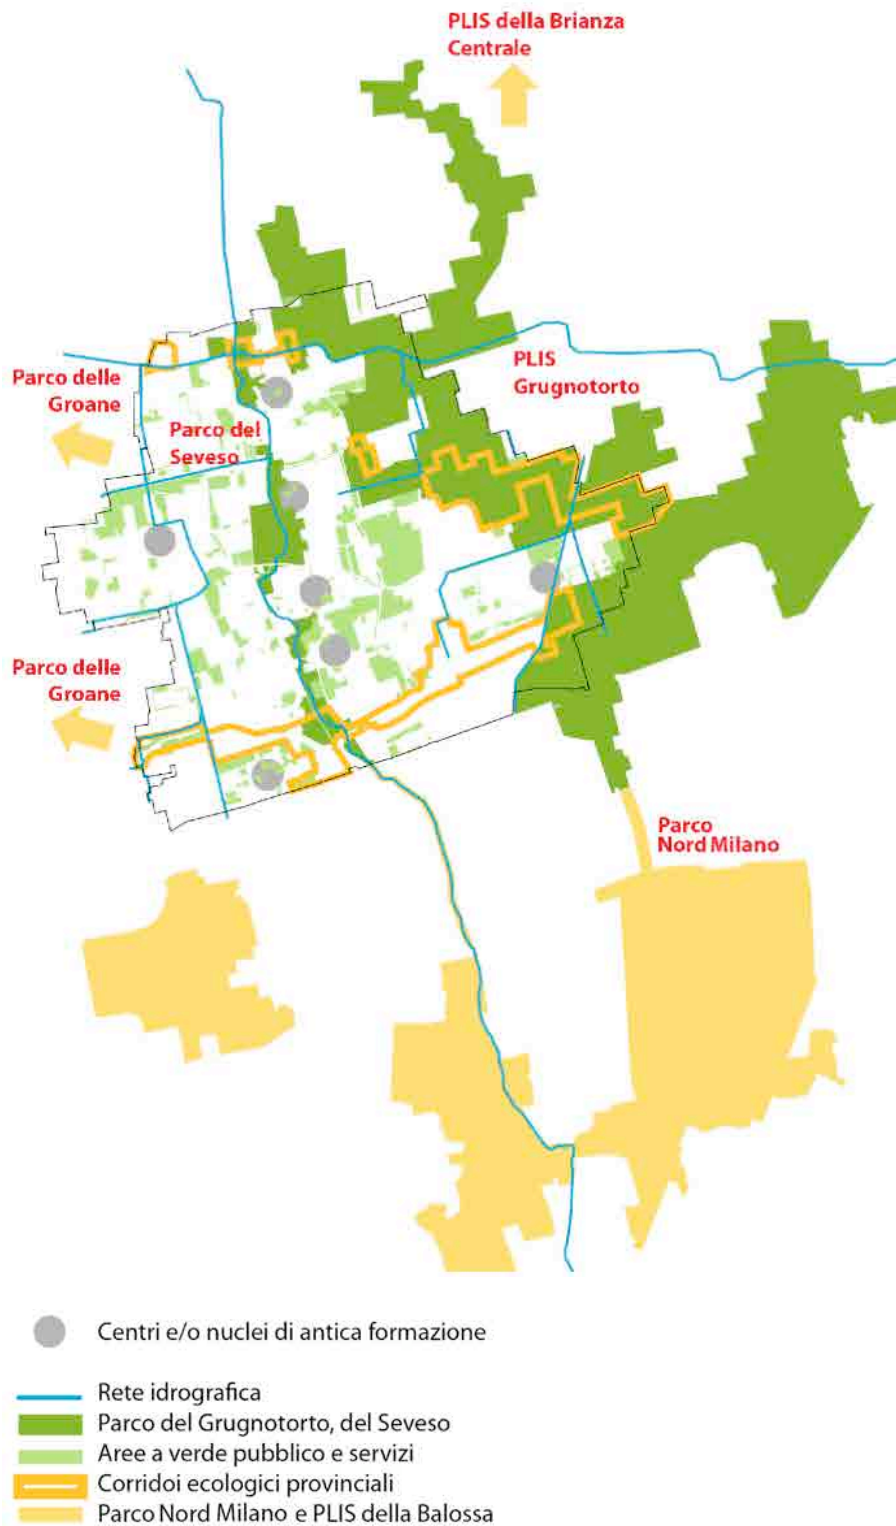 PLIS della Brianza
Centrale
PLIS
Grugnotorto
Parco delle
Groane
Parco del
Seveso
Parco delle
Groane
Parco
Nord Milano
Centri e/o nuclei di antica formazione
Rete idrografica
Parco del Grugnotorto, del Seveso
Aree a verde pubblico e servizi
Corridoi ecologici provinciali
Parco Nord Milano e PLIS della Balossa